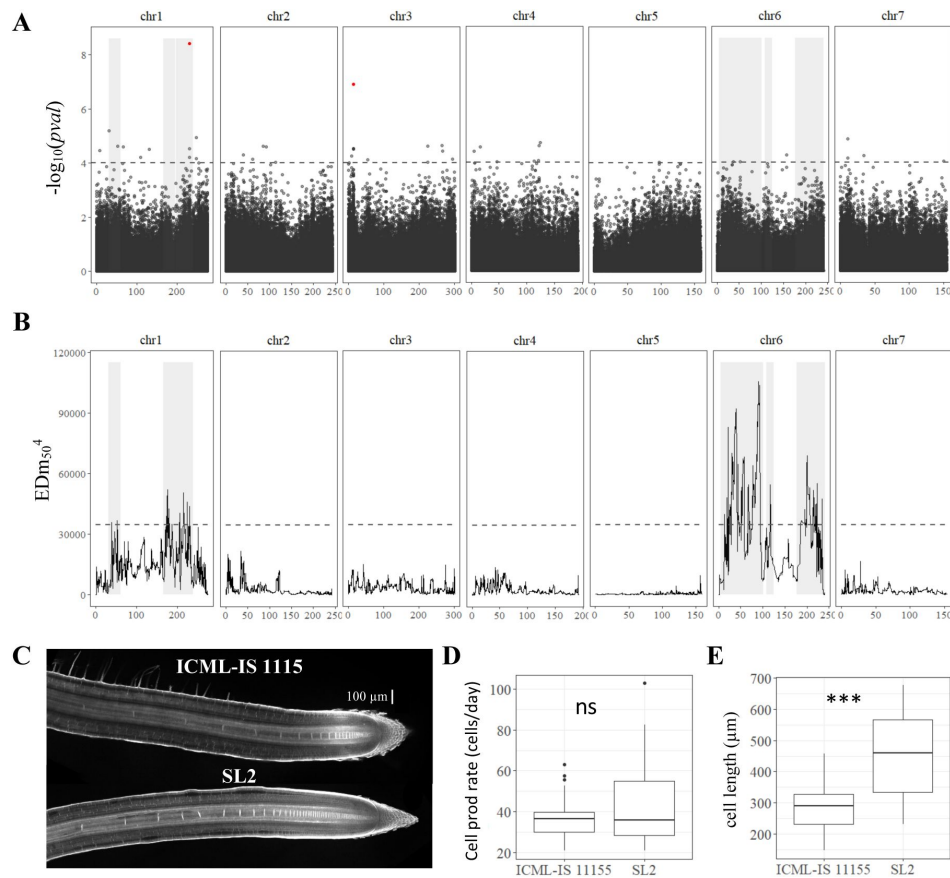 A
chr1 chr2 chr3 chr4 chr5 chr6 chr7
-log10(pval)
8
6
4
2
0
0 100 200 0 50 100 150 200 250 0 100 200 300 0 50 100 150 200 0 50 100 150 0 50 100 150 200 250 0 50 100 150
B
chr1 chr2 chr3 chr4 chr5 chr6 chr7
EDm50^4
120000
90000
60000
30000
0
0 100 200 0 50 100 150 200 250 0 100 200 300 0 50 100 150 200 0 50 100 150 0 50 100 150 200 250 0 50 100 150
C
ICML-IS 1115
100 µm
SL2
D
Cell prod rate (cells/day)
100
80
60
40
20
ns
ICML-IS 11155 SL2
E
cell length (µm)
700
600
500
400
300
200
***
ICML-IS 11155 SL2